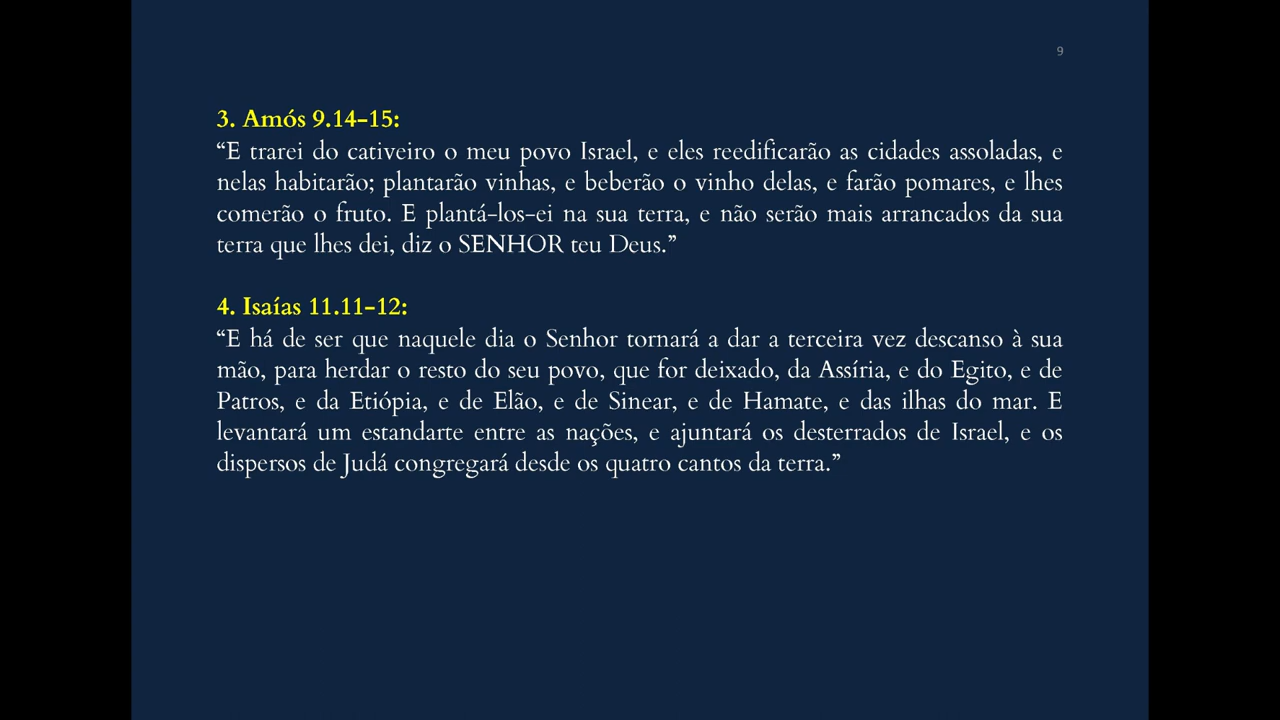 9
3. Amós 9.14-15:
“E trarei do cativeiro o meu povo Israel, e eles reedificarão as cidades assoladas, e
nelas habitarão; plantarão vinhas, e beberão o vinho delas, e farão pomares, e lhes
comerão o fruto. E plantá-los-ei na sua terra, e não serão mais arrancados da sua
terra que lhes dei, diz o SENHOR teu Deus.”
4. Isaías 11.11-12:
“E há de ser que naquele dia o Senhor tornará a dar a terceira vez descanso à sua
mão, para herdar o resto do seu povo, que for deixado, da Assíria, e do Egito, e de
Patros, e da Etiópia, e de Elão, e de Sinear, e de Hamate, e das ilhas do mar. E
levantará um estandarte entre as nações, e ajuntará os desterrados de Israel, e os
dispersos de Judá congregará desde os quatro cantos da terra.”